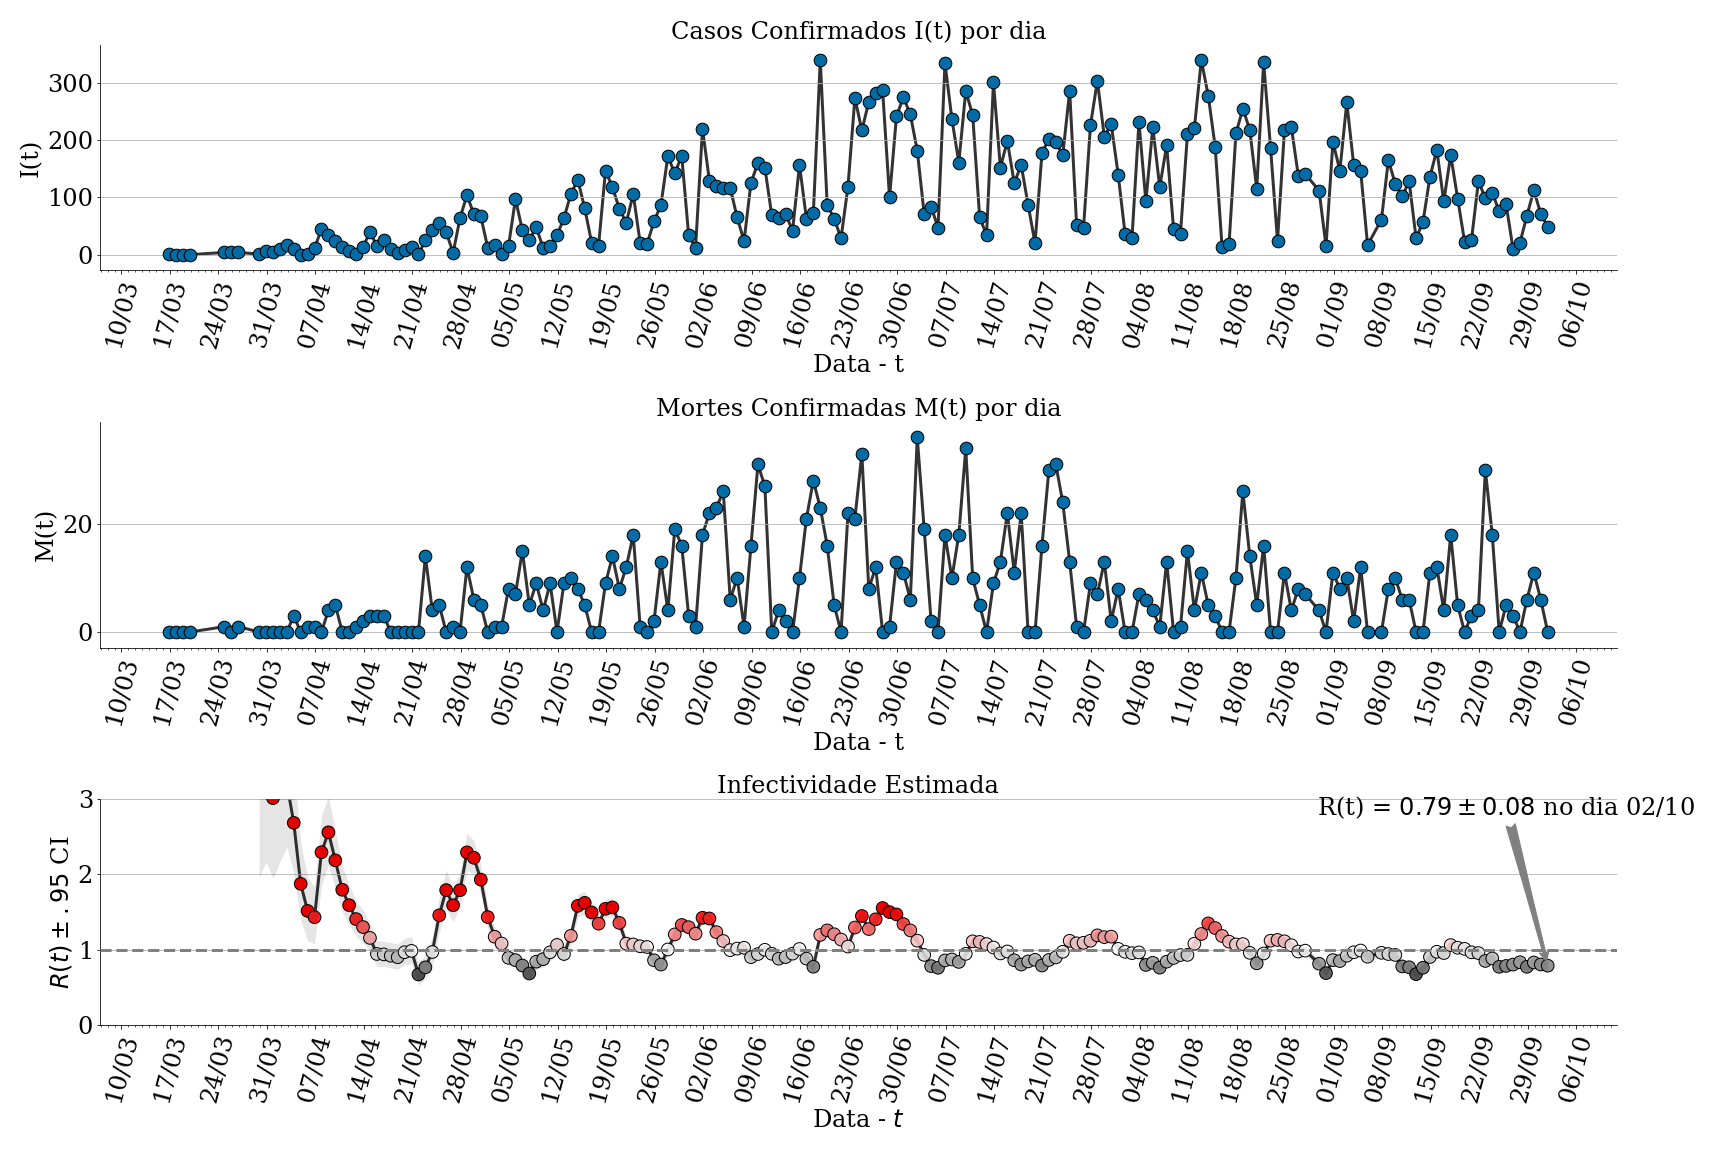 Casos Confirmados I(t) por dia
I(t)
300
200
100
0
10/03 17/03 24/03 31/03 07/04 14/04 21/04 28/04 05/05 12/05 19/05 26/05 02/06 09/06 16/06 23/06 30/06 07/07 14/07 21/07 28/07 04/08 11/08 18/08 25/08 01/09 08/09 15/09 22/09 29/09 06/10
Data - t
Mortes Confirmadas M(t) por dia
M(t)
20
0
10/03 17/03 24/03 31/03 07/04 14/04 21/04 28/04 05/05 12/05 19/05 26/05 02/06 09/06 16/06 23/06 30/06 07/07 14/07 21/07 28/07 04/08 11/08 18/08 25/08 01/09 08/09 15/09 22/09 29/09 06/10
Data - t
Infectividade Estimada
R(t) ± .95 CI
3
2
1
0
R(t) = 0.79 ± 0.08 no dia 02/10
10/03 17/03 24/03 31/03 07/04 14/04 21/04 28/04 05/05 12/05 19/05 26/05 02/06 09/06 16/06 23/06 30/06 07/07 14/07 21/07 28/07 04/08 11/08 18/08 25/08 01/09 08/09 15/09 22/09 29/09 06/10
Data - t